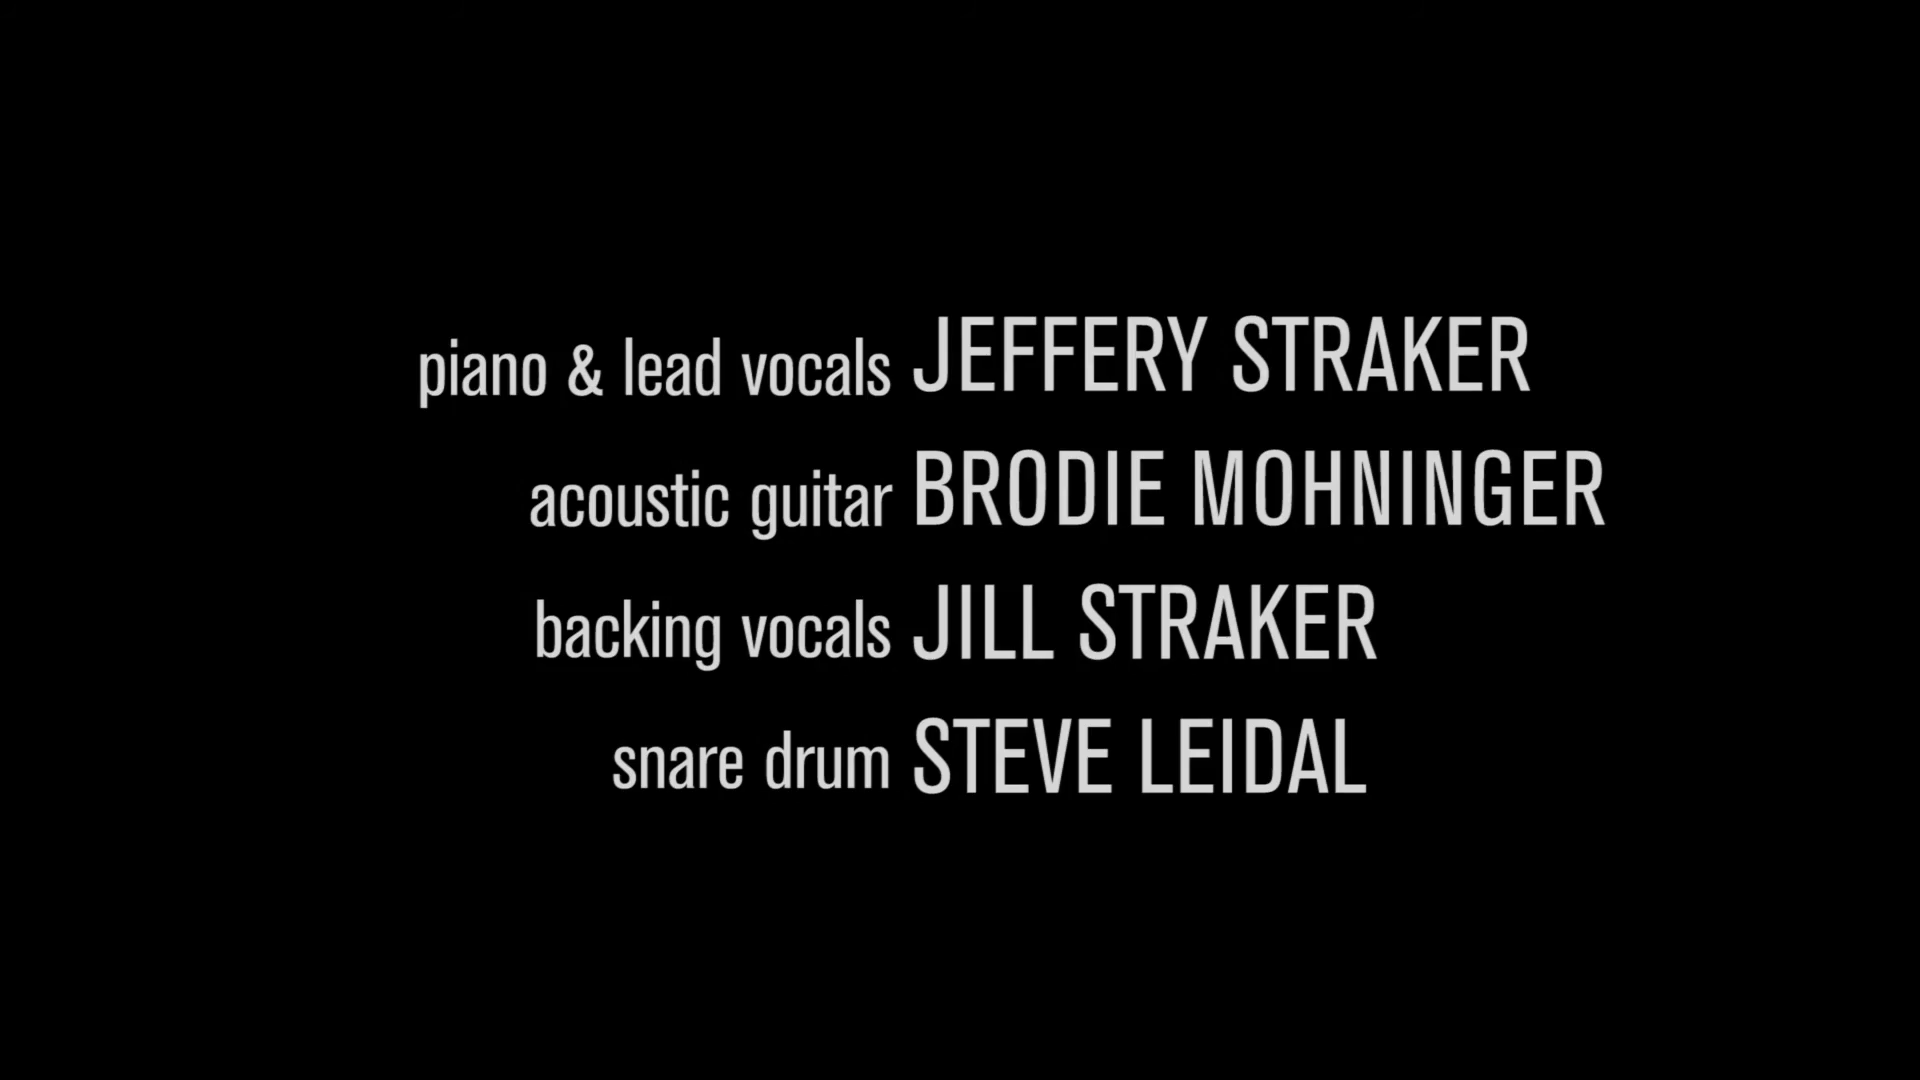 piano & lead vocals JEFFERY STRAKER
acoustic guitar BRODIE MOHNINGER
backing vocals JILL STRAKER
snare drum STEVE LEIDAL